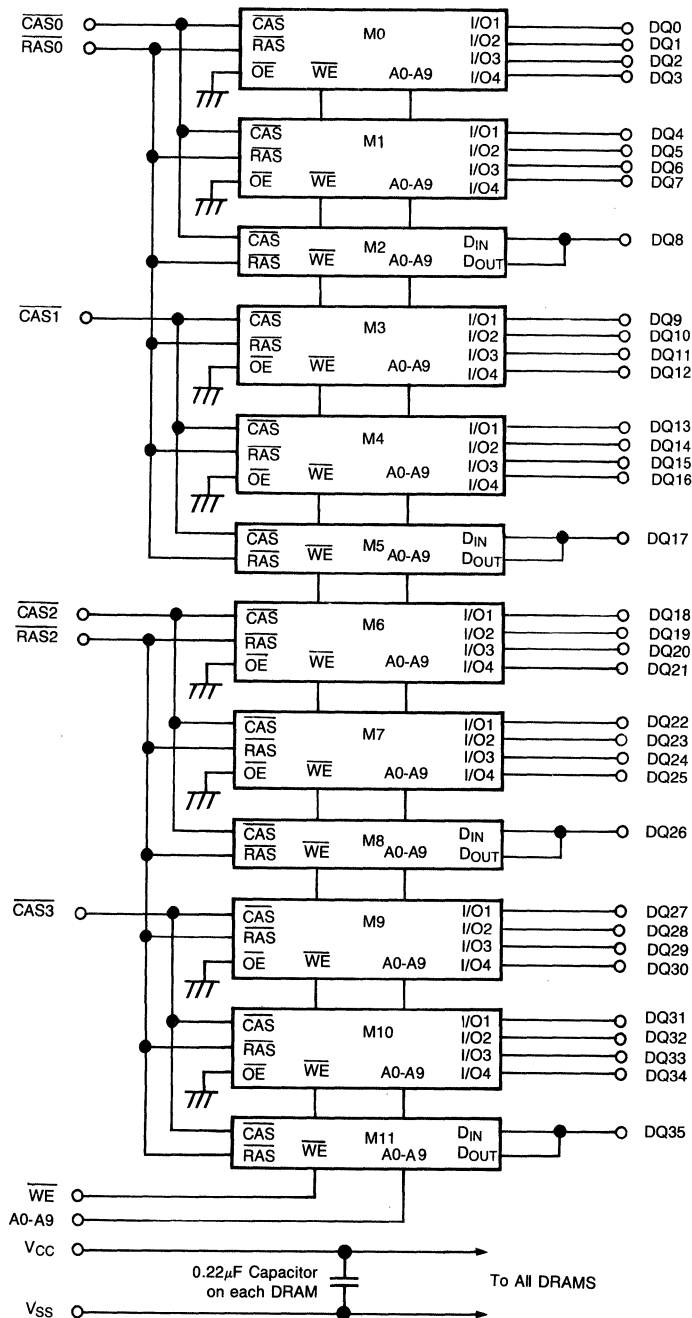 CAS0 CAS M0 I/O1 DQ0
RAS0 RAS I/O2 DQ1
I/O3 DQ2
OE WE A0-A9 I/O4 DQ3
CAS M1 I/O1 DQ4
RAS I/O2 DQ5
I/O3 DQ6
OE WE A0-A9 I/O4 DQ7
CAS WE M2 DIN DQ8
RAS A0-A9 DOUT
CAS1 CAS M3 I/O1 DQ9
RAS I/O2 DQ10
OE WE A0-A9 I/O3 DQ11
I/O4 DQ12
CAS M4 I/O1 DQ13
RAS I/O2 DQ14
OE WE A0-A9 I/O3 DQ15
I/O4 DQ16
CAS WE M5 DIN DQ17
RAS A0-A9 DOUT
CAS2 CAS M6 I/O1 DQ18
RAS2 RAS I/O2 DQ19
OE WE A0-A9 I/O3 DQ20
I/O4 DQ21
CAS M7 I/O1 DQ22
RAS I/O2 DQ23
OE WE A0-A9 I/O3 DQ24
I/O4 DQ25
CAS WE M8 DIN DQ26
RAS A0-A9 DOUT
CAS3 CAS M9 I/O1 DQ27
RAS I/O2 DQ28
OE WE A0-A9 I/O3 DQ29
I/O4 DQ30
CAS M10 I/O1 DQ31
RAS I/O2 DQ32
OE WE A0-A9 I/O3 DQ33
I/O4 DQ34
CAS WE M11 DIN DQ35
RAS A0-A9 DOUT
WE
A0-A9
VCC
0.22μF Capacitor
on each DRAM
To All DRAMS
VSS